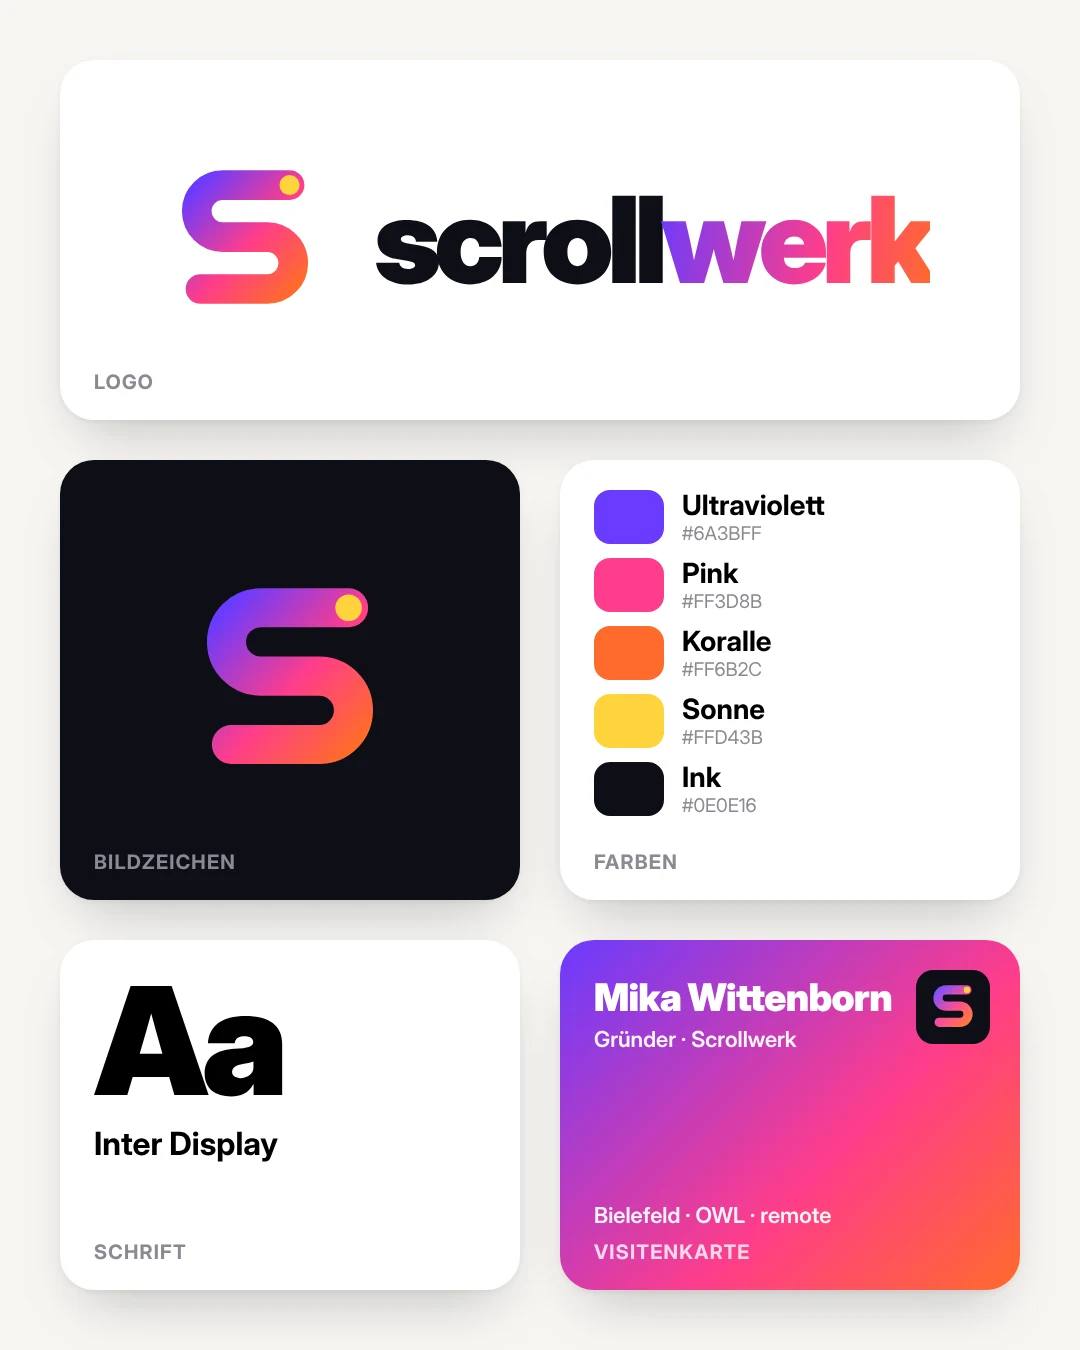 scrollwerk
LOGO
BILDZEICHEN
Ultraviolett
#6A3BFF
Pink
#FF3D8B
Koralle
#FF6B2C
Sonne
#FFD43B
Ink
#0E0E16
FARBEN
Aa
Inter Display
SCHRIFT
Mika Wittenborn
Gründer · Scrollwerk
Bielefeld · OWL · remote
VISITENKARTE